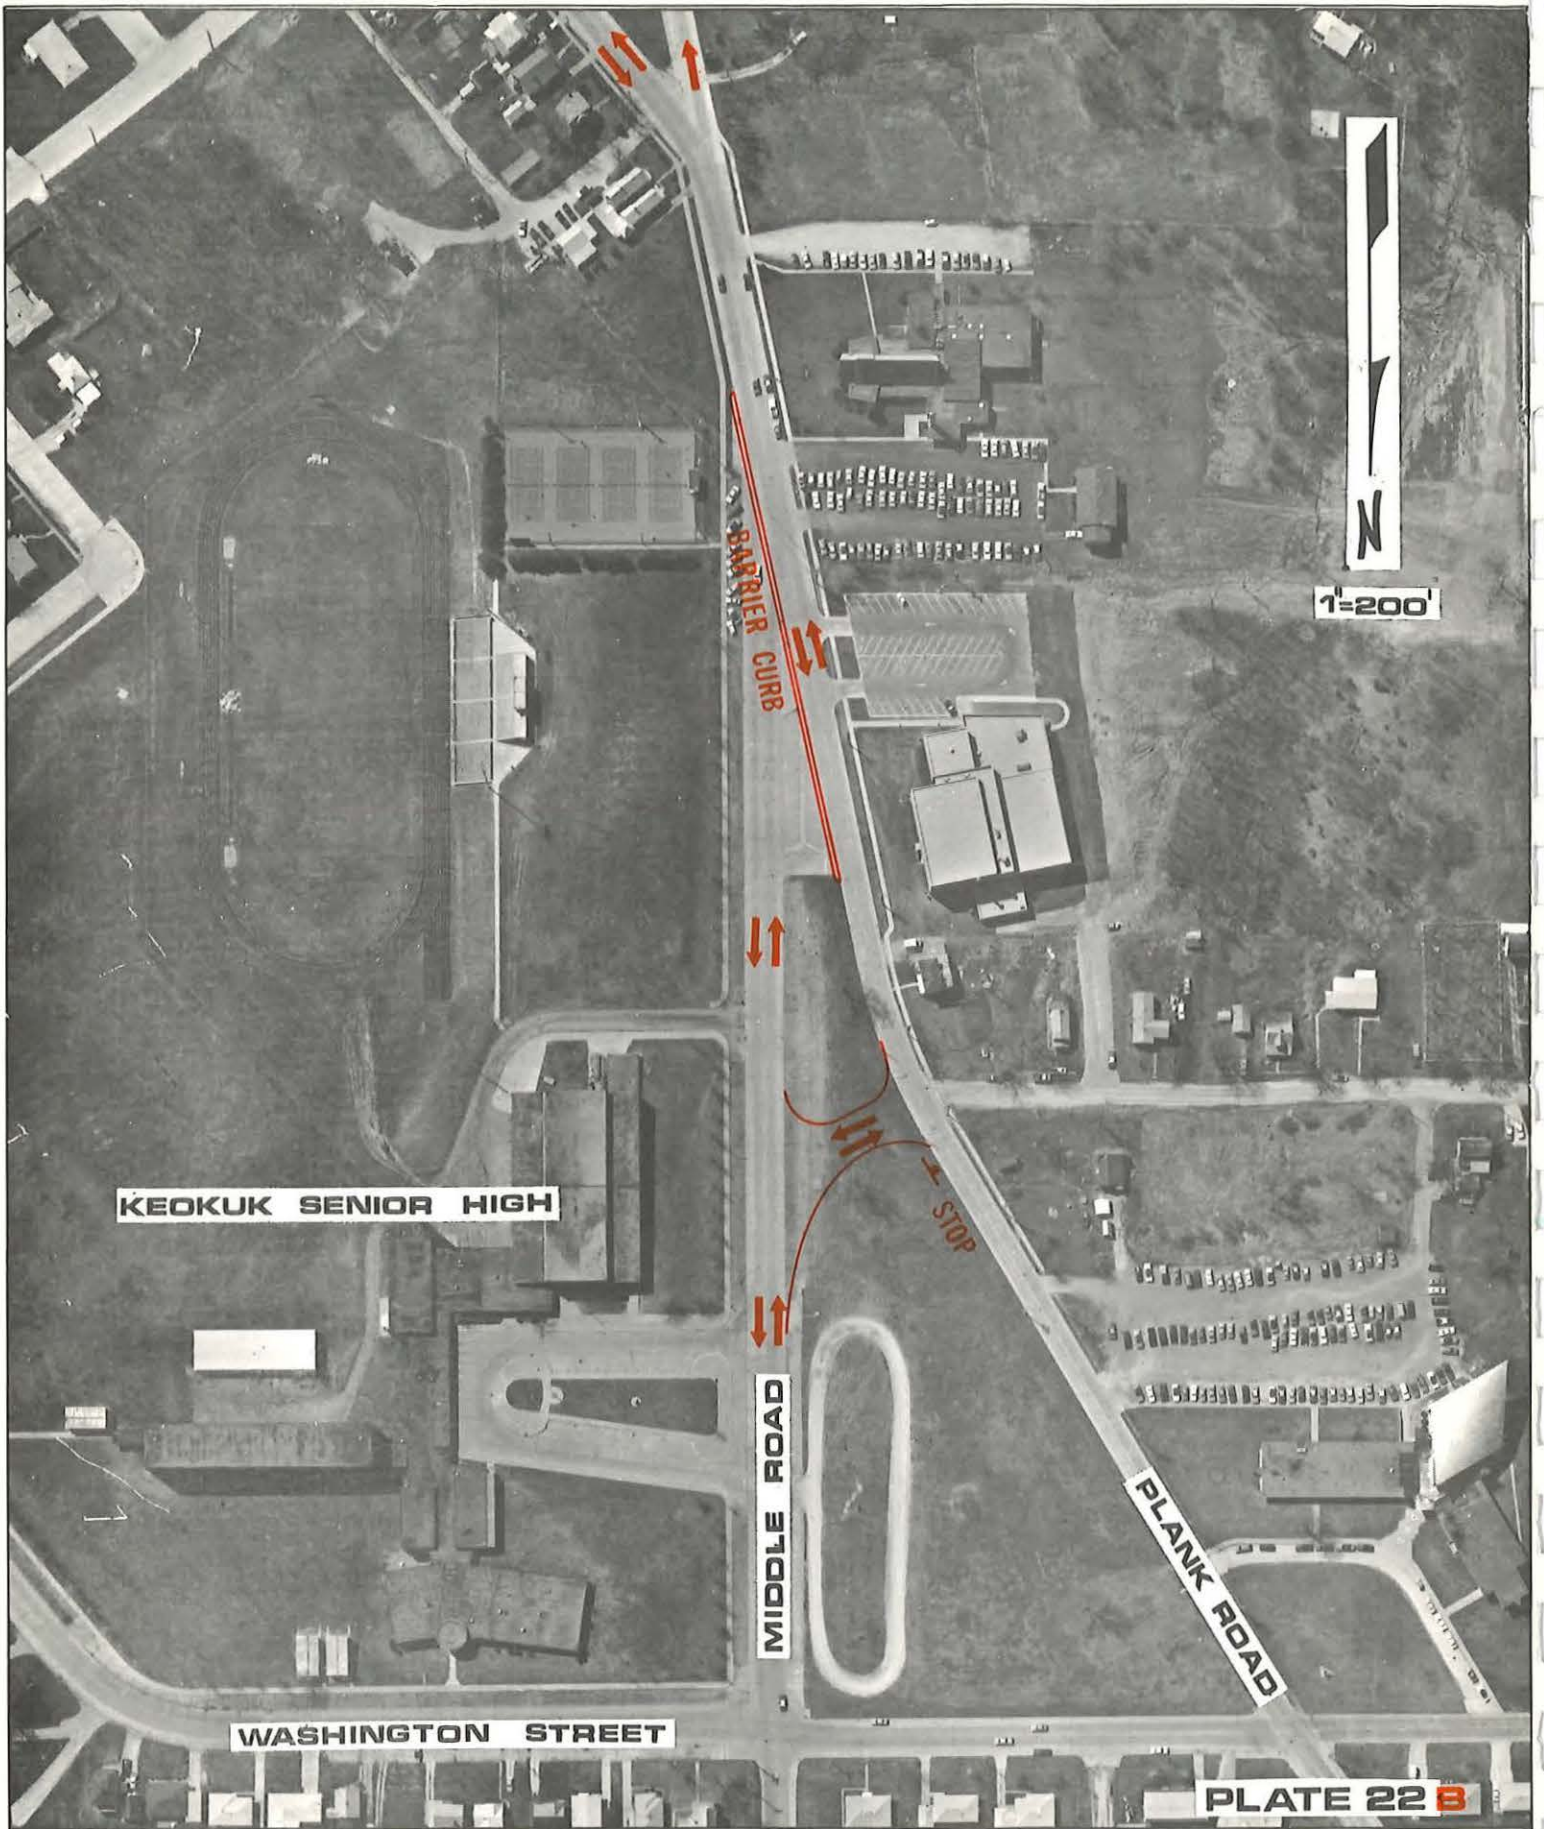 N
1"=200'
BARRIER CURB
KEOKUK SENIOR HIGH
STOP
MIDDLE ROAD
PLANK ROAD
WASHINGTON STREET
PLATE 22 B